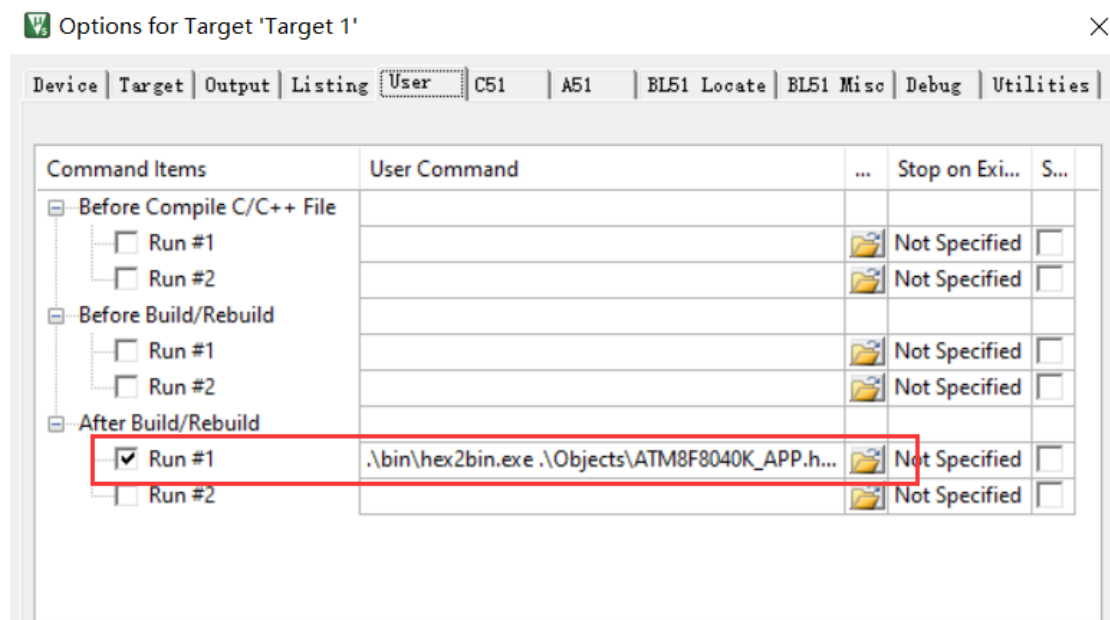 Options for Target 'Target 1'
Device Target Output Listing User C51 A51 BL51 Locate BL51 Misc Debug Utilities
Command Items User Command ... Stop on Exi... S...
Before Compile C/C++ File
Run #1 Not Specified
Run #2 Not Specified
Before Build/Rebuild
Run #1 Not Specified
Run #2 Not Specified
After Build/Rebuild
Run #1 .\bin\hex2bin.exe .\Objects\ATM8F8040K_APP.h... Not Specified
Run #2 Not Specified